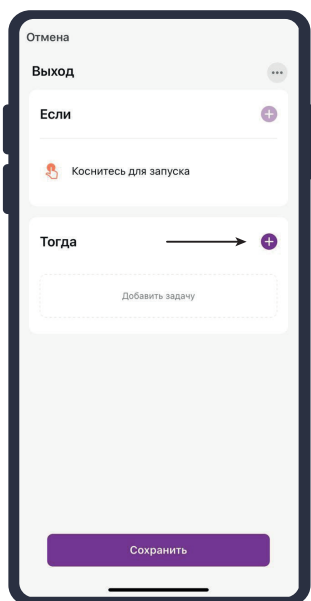 Отмена
Выход
Если
Коснитесь для запуска
Тогда
Добавить задачу
Сохранить